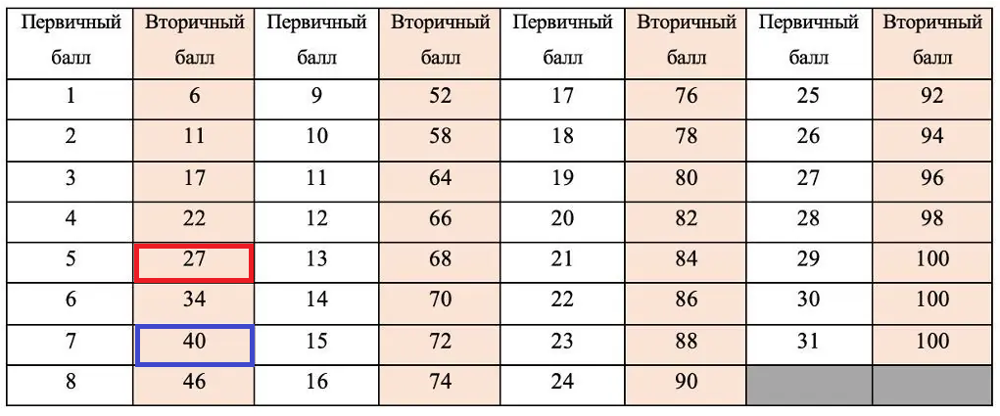 Первичный балл Вторичный балл Первичный балл Вторичный балл Первичный балл Вторичный балл Первичный балл Вторичный балл
1 6 9 52 17 76 25 92
2 11 10 58 18 78 26 94
3 17 11 64 19 80 27 96
4 22 12 66 20 82 28 98
5 27 13 68 21 84 29 100
6 34 14 70 22 86 30 100
7 40 15 72 23 88 31 100
8 46 16 74 24 90